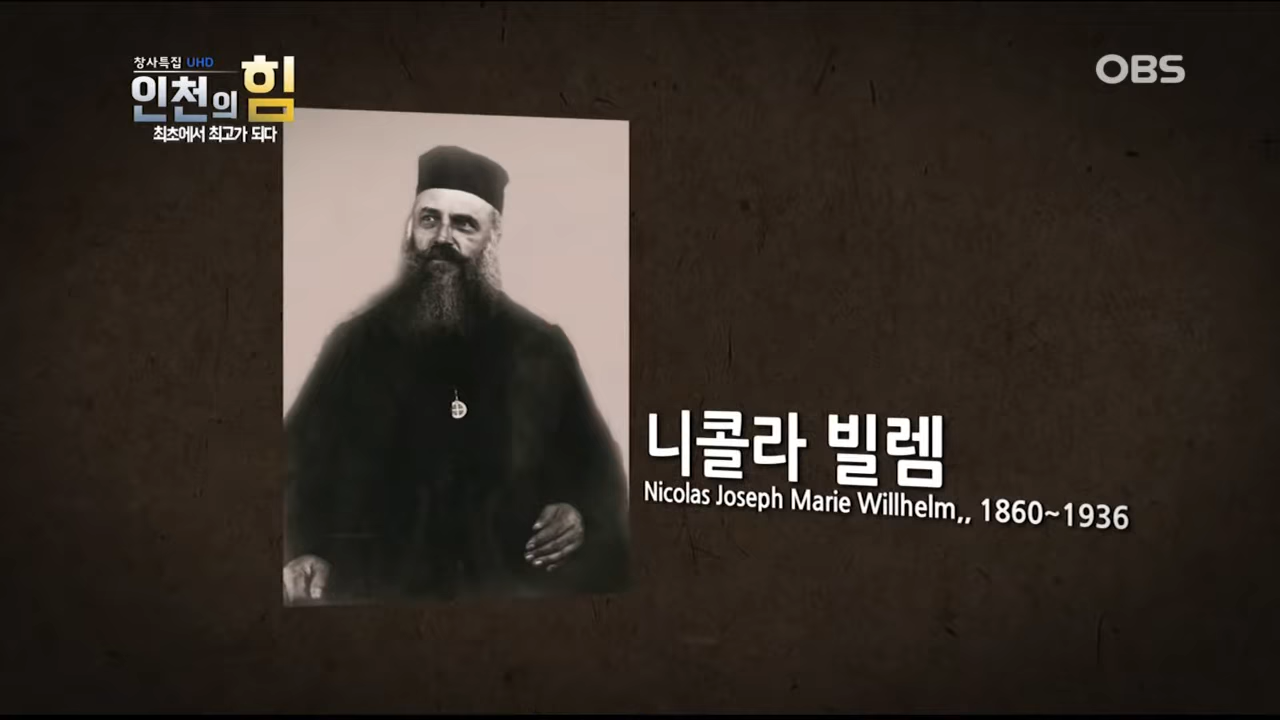 창사특집 UHD
인천의 힘
최초에서 최고가 되다
OBS
니콜라 빌렘
Nicolas Joseph Marie Willhelm,, 1860~1936